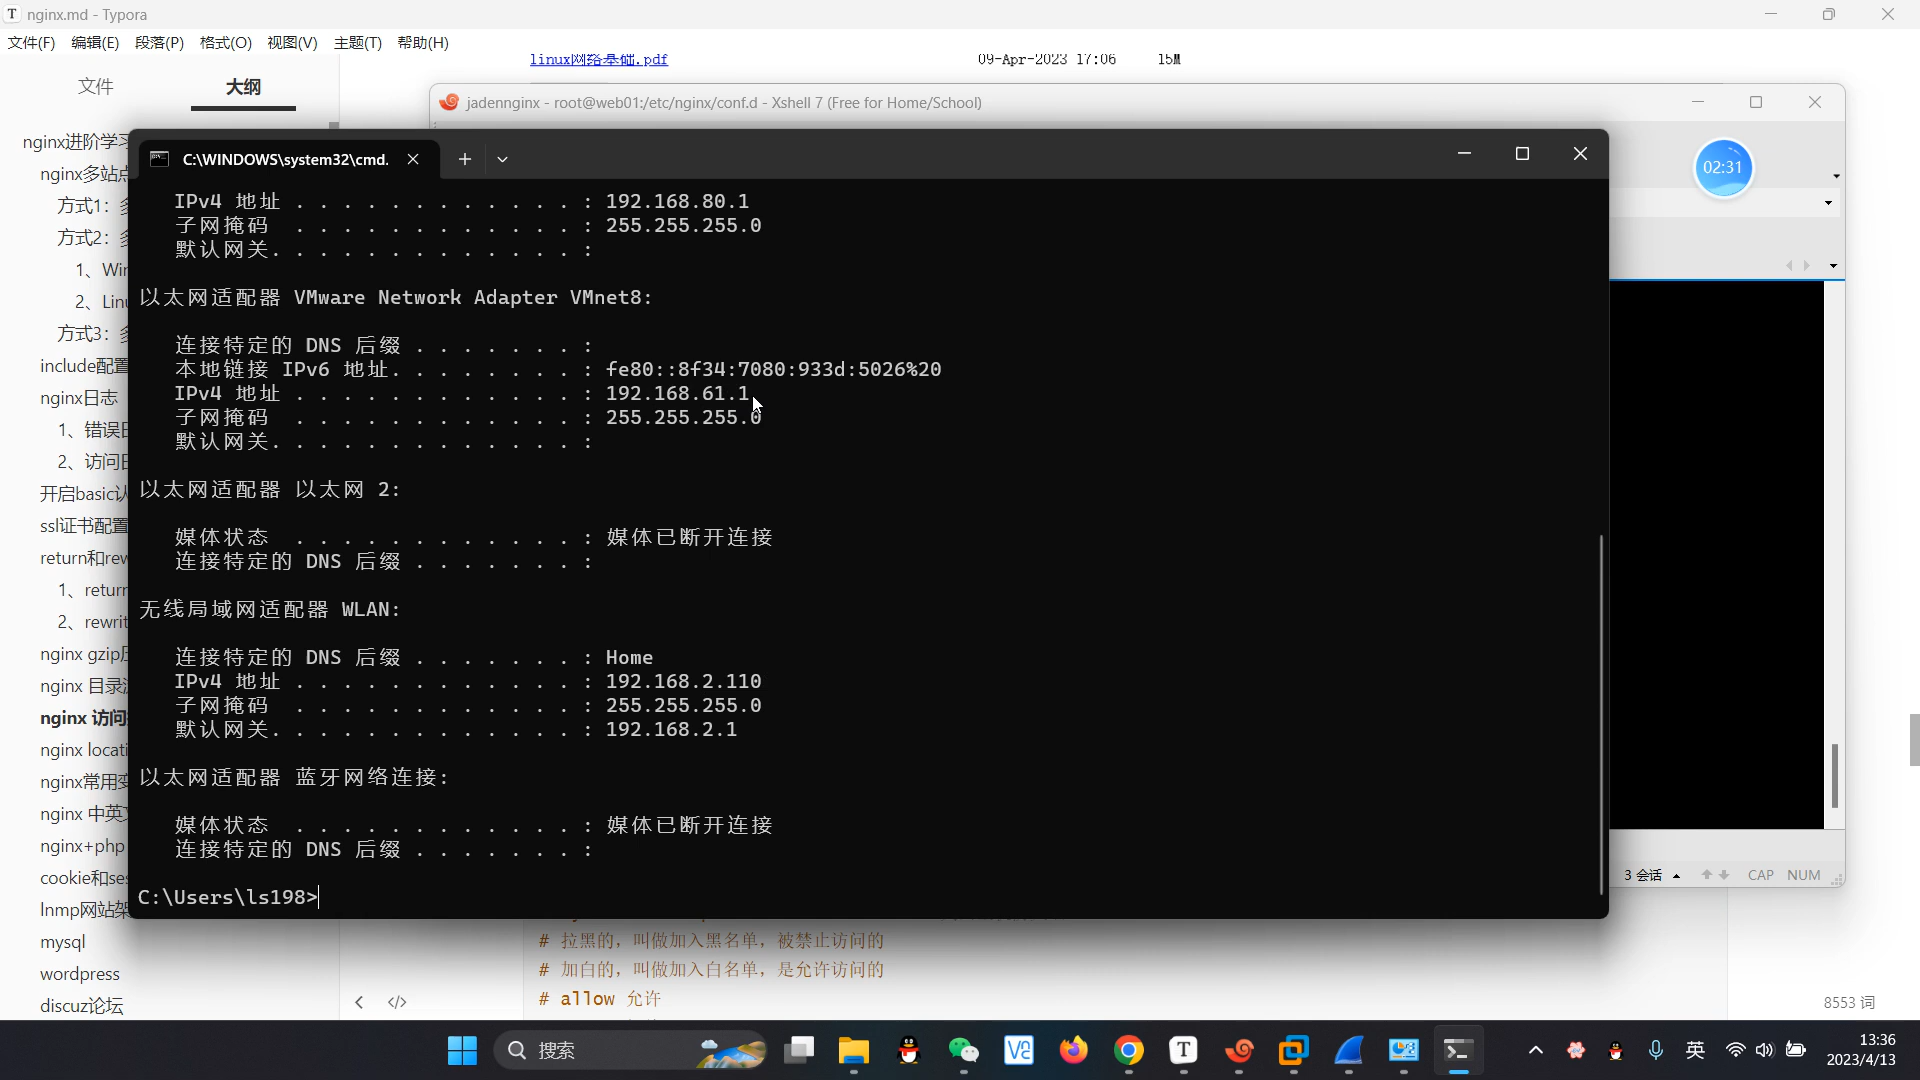 nginx.md - Typora
文件(F) 编辑(E) 段落(P) 格式(O) 视图(V) 主题(T) 帮助(H)
linux网络基础.pdf 09-Apr-2023 17:06 15M
文件 大纲
jadennginx - root@web01:/etc/nginx/conf.d - Xshell 7 (Free for Home/School)
nginx进阶学习
nginx多站点
方式1：多
方式2：多
1、Win
2、Linu
方式3：多
include配置
nginx日志
1、错误日
2、访问日
开启basic认
ssl证书配置
return和rew
1、return
2、rewrit
nginx gzip压
nginx 目录浏
nginx 访问
nginx locati
nginx常用变
nginx 中英文
nginx+php
cookie和ses
lnmp网站架
mysql
wordpress
discuz论坛
C:\WINDOWS\system32\cmd.
02:31
IPv4 地址 . . . . . . . . . . . . : 192.168.80.1
子网掩码 . . . . . . . . . . . . : 255.255.255.0
默认网关. . . . . . . . . . . . . :
以太网适配器 VMware Network Adapter VMnet8:
连接特定的 DNS 后缀 . . . . . . . :
本地链接 IPv6 地址. . . . . . . . : fe80::8f34:7080:933d:5026%20
IPv4 地址 . . . . . . . . . . . . : 192.168.61.1
子网掩码 . . . . . . . . . . . . : 255.255.255.0
默认网关. . . . . . . . . . . . . :
以太网适配器 以太网 2:
媒体状态 . . . . . . . . . . . . : 媒体已断开连接
连接特定的 DNS 后缀 . . . . . . . :
无线局域网适配器 WLAN:
连接特定的 DNS 后缀 . . . . . . . : Home
IPv4 地址 . . . . . . . . . . . . : 192.168.2.110
子网掩码 . . . . . . . . . . . . : 255.255.255.0
默认网关. . . . . . . . . . . . . : 192.168.2.1
以太网适配器 蓝牙网络连接:
媒体状态 . . . . . . . . . . . . : 媒体已断开连接
连接特定的 DNS 后缀 . . . . . . . :
C:\Users\ls198>
3 会话 CAP NUM
# 拉黑的，叫做加入黑名单，被禁止访问的
# 加白的，叫做加入白名单，是允许访问的
# allow 允许
8553 词
搜索
英
13:36
2023/4/13